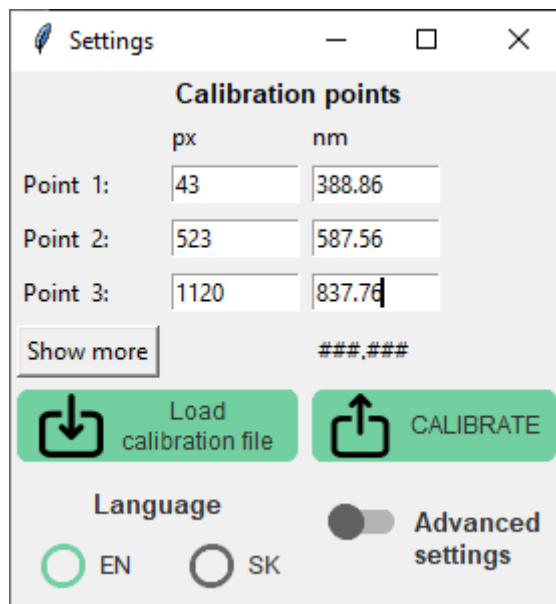 Settings
Calibration points
px nm
Point 1: 43 388.86
Point 2: 523 587.56
Point 3: 1120 837.76
Show more ###.###
Load
calibration file
CALIBRATE
Language
EN SK
Advanced
settings